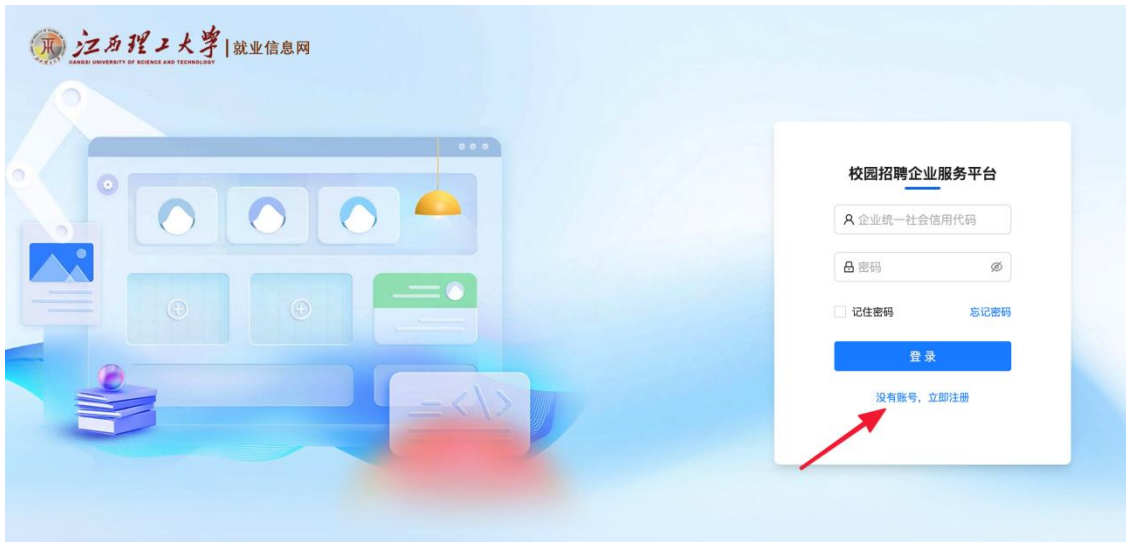 江西理工大学|就业信息网
JIANGXI UNIVERSITY OF SCIENCE AND TECHNOLOGY
校园招聘企业服务平台
企业统一社会信用代码
密码
记住密码 忘记密码
登录
没有账号，立即注册